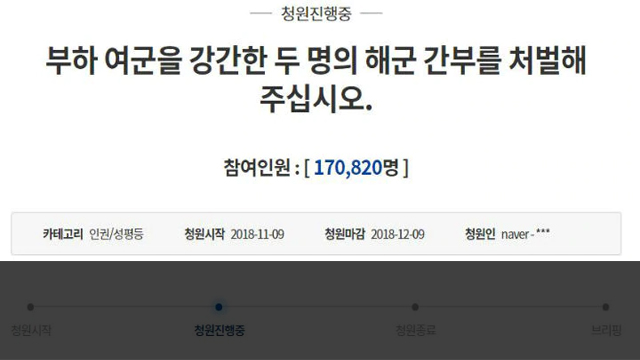 청원진행중
부하 여군을 강간한 두 명의 해군 간부를 처벌해
주십시오.
참여인원 : [ 170,820명 ]
카테고리 인권/성평등 청원시작 2018-11-09 청원마감 2018-12-09 청원인 naver - ***
청원시작 청원진행중 청원종료 브리핑